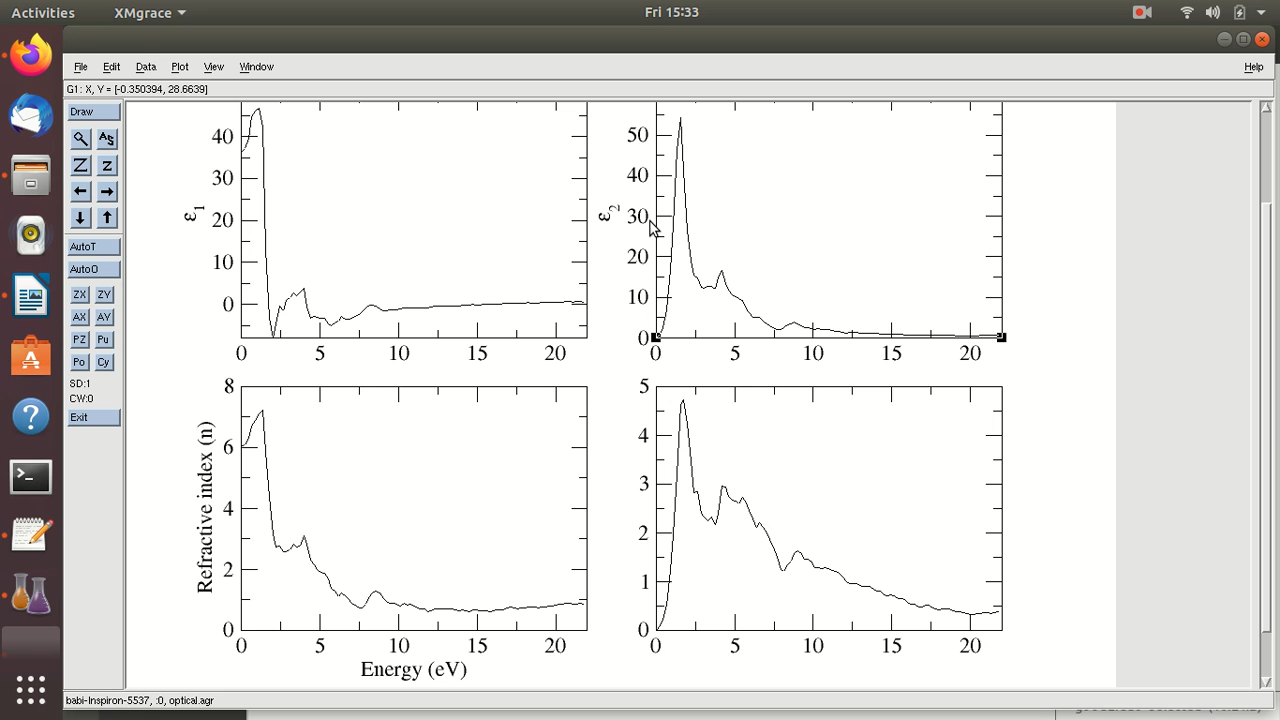 Activities XMgrace Fri 15:33
File Edit Data Plot View Window Help
G1: X, Y = [-0.350394, 28.6639]
Draw
AS
Z z
AutoT
AutoO
ZX ZY
AX AY
PZ Pu
Po Cy
SD:1
CW:0
Exit
40
30
20
10
0
ε1
0 5 10 15 20
50
40
30
20
10
0
ε2
0 5 10 15 20
8
6
4
2
0
Refractive index (n)
0 5 10 15 20
Energy (eV)
5
4
3
2
1
0
0 5 10 15 20
babi-Inspiron-5537, :0, optical.agr